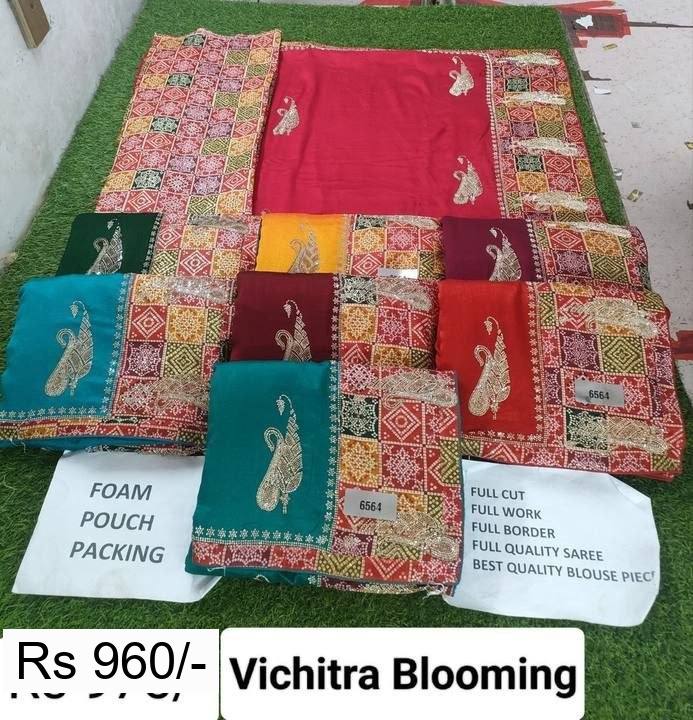 6564
6564
FOAM
POUCH
PACKING
FULL CUT
FULL WORK
FULL BORDER
FULL QUALITY SAREE
BEST QUALITY BLOUSE PIEC
Rs 960/-
Vichitra Blooming